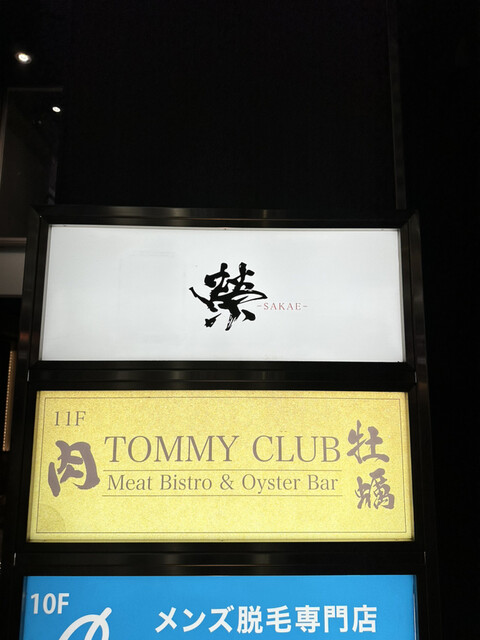 榮
-SAKAE-
11F
肉
TOMMY CLUB
Meat Bistro & Oyster Bar
牡蠣
10F
メンズ脱毛専門店